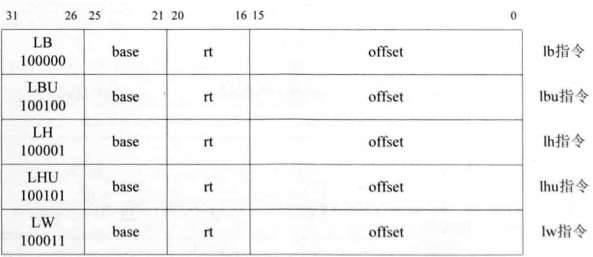 31 26 25 21 20 16 15 0
LB
100000 base rt offset lb指令
LBU
100100 base rt offset lbu指令
LH
100001 base rt offset lh指令
LHU
100101 base rt offset lhu指令
LW
100011 base rt offset lw指令